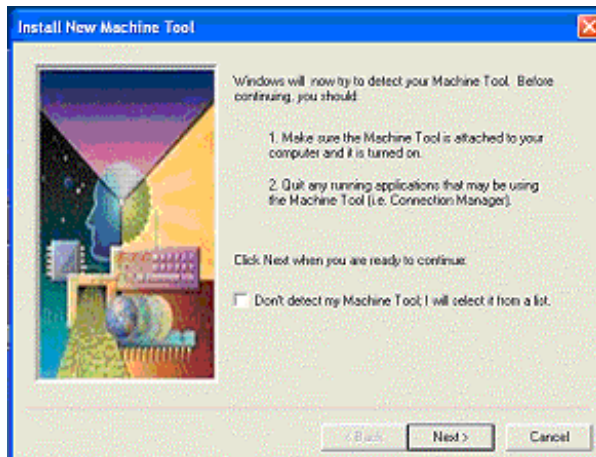 Install New Machine Tool
Windows will now try to detect your Machine Tool. Before
continuing, you should:
1. Make sure the Machine Tool is attached to your
computer and it is turned on.
2. Quit any running applications that may be using
the Machine Tool (i.e. Connection Manager).
Click Next when you are ready to continue.
Don't detect my Machine Tool; I will select it from a list.
< Back
Next >
Cancel